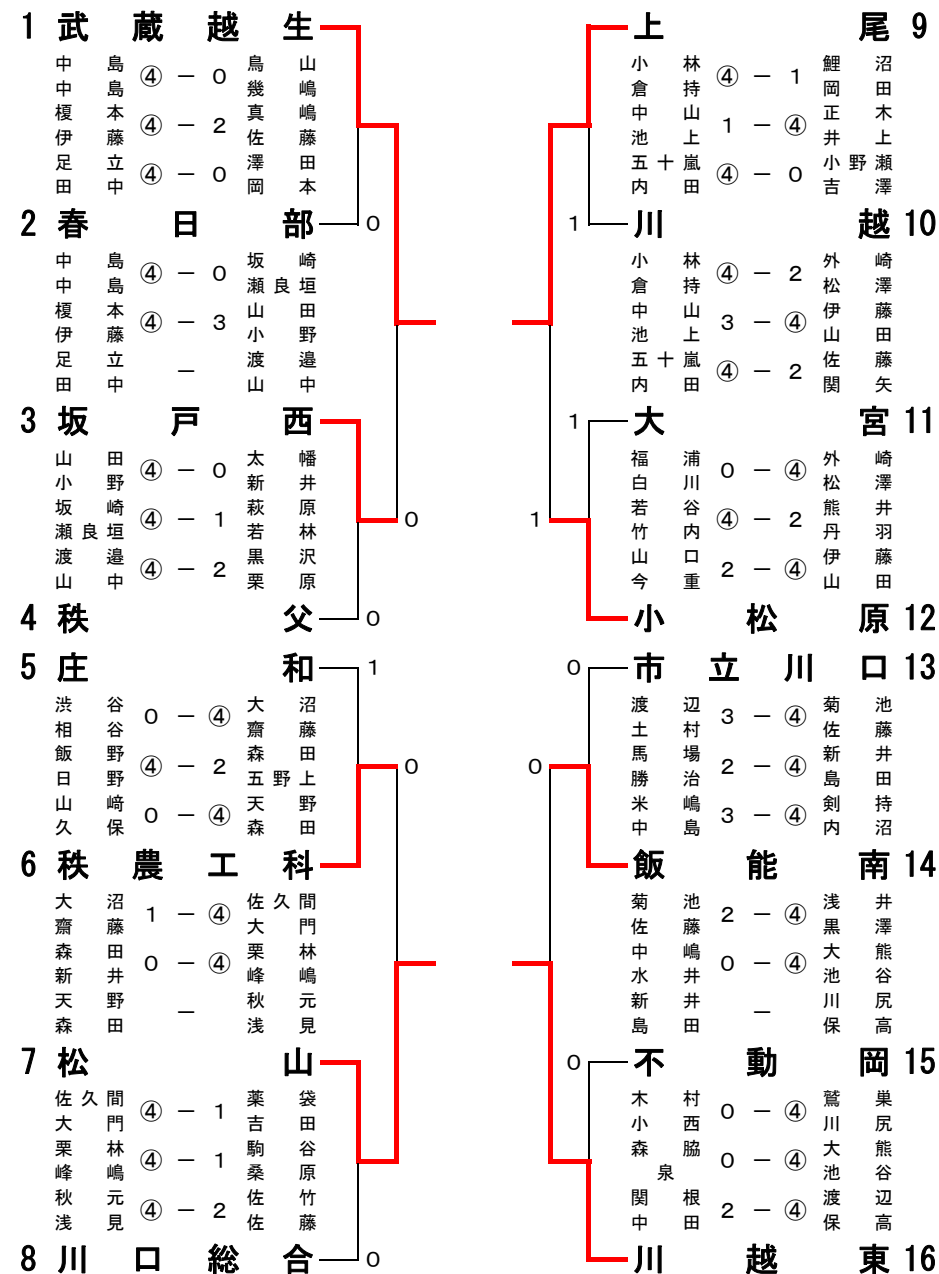 1 武蔵越生
中島 ④ － 0 鳥山
中島 幾嶋
榎本 ④ － 2 真嶋
伊藤 佐藤
足立 ④ － 0 澤田
田中 岡本
2 春日部 0
中島 ④ － 0 坂崎
中島 瀬良垣
榎本 ④ － 3 山田
伊藤 小野
足立 － 渡邉
田中 山中
3 坂戸西
山田 ④ － 0 太幡
小野 新井
坂崎 ④ － 1 萩原
瀬良垣 若林
渡邉 ④ － 2 黒沢
山中 栗原
0
4 秩父 0
5 庄和 1
渋谷 0 － ④ 大沼
相谷 齋藤
飯野 ④ － 2 森田
日野 五野上
山﨑 0 － ④ 天野
久保 森田
0
6 秩農工科
大沼 1 － ④ 佐久間
齋藤 大門
森田 0 － ④ 栗林
新井 峰嶋
天野 － 秋元
森田 浅見
7 松山
佐久間 ④ － 1 薬袋
大門 吉田
栗林 ④ － 1 駒谷
峰嶋 桑原
秋元 ④ － 2 佐竹
浅見 佐藤
8 川口総合 0
上尾 9
小林 ④ － 1 鯉沼
倉持 岡田
中山 1 － ④ 正木
池上 井上
五十嵐 ④ － 0 小野瀬
内田 吉澤
1 川越 10
小林 ④ － 2 外崎
倉持 松澤
中山 3 － ④ 伊藤
池上 山田
五十嵐 ④ － 2 佐藤
内田 関矢
1 大宮 11
福浦 0 － ④ 外崎
白川 松澤
若谷 ④ － 2 熊井
竹内 丹羽
山口 2 － ④ 伊藤
今重 山田
1
小松原 12
0 市立川口 13
渡辺 3 － ④ 菊池
土村 佐藤
馬場 2 － ④ 新井
勝治 島田
米嶋 3 － ④ 剣持
中島 内沼
0
飯能南 14
菊池 2 － ④ 浅井
佐藤 黒澤
中嶋 0 － ④ 大熊
水井 池谷
新井 － 川尻
島田 保高
0 不動岡 15
木村 0 － ④ 鷲巣
小西 川尻
森脇 0 － ④ 大熊
泉 池谷
関根 2 － ④ 渡辺
中田 保高
川越東 16